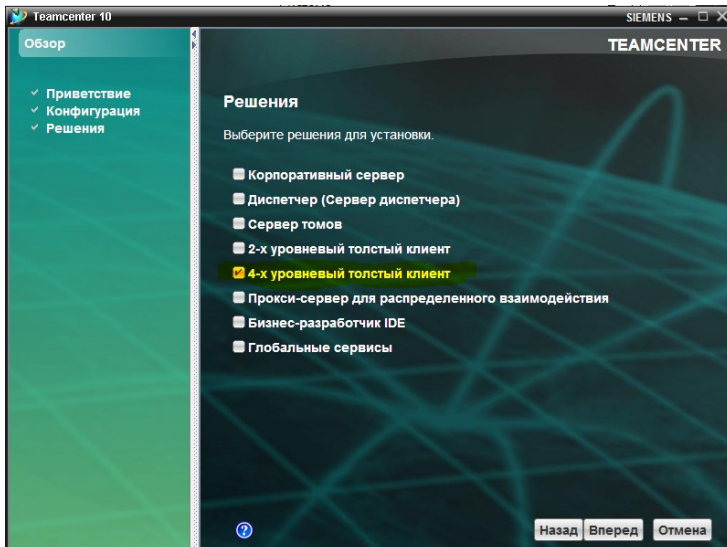 Teamcenter 10
SIEMENS
Обзор
TEAMCENTER
Приветствие
Конфигурация
Решения
Решения
Выберите решения для установки.
Корпоративный сервер
Диспетчер (Сервер диспетчера)
Сервер томов
2-х уровневый толстый клиент
4-х уровневый толстый клиент
Прокси-сервер для распределенного взаимодействия
Бизнес-разработчик IDE
Глобальные сервисы
?
Назад Вперед Отмена